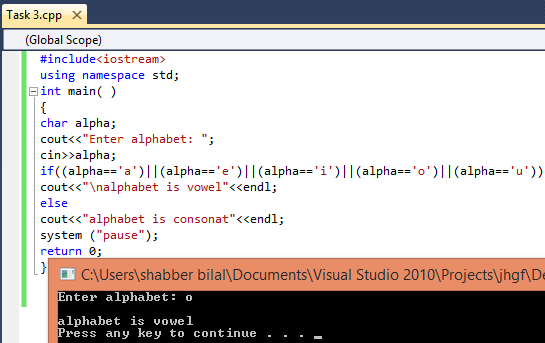 Task 3.cpp
(Global Scope)
#include<iostream>
using namespace std;
int main( )
{
char alpha;
cout<<"Enter alphabet: ";
cin>>alpha;
if((alpha=='a')||(alpha=='e')||(alpha=='i')||(alpha=='o')||(alpha=='u'))
cout<<"\nalphabet is vowel"<<endl;
else
cout<<"alphabet is consonat"<<endl;
system ("pause");
return 0;
}
C:\Users\shabber bilal\Documents\Visual Studio 2010\Projects\jhgf\De
Enter alphabet: o
alphabet is vowel
Press any key to continue . . . _